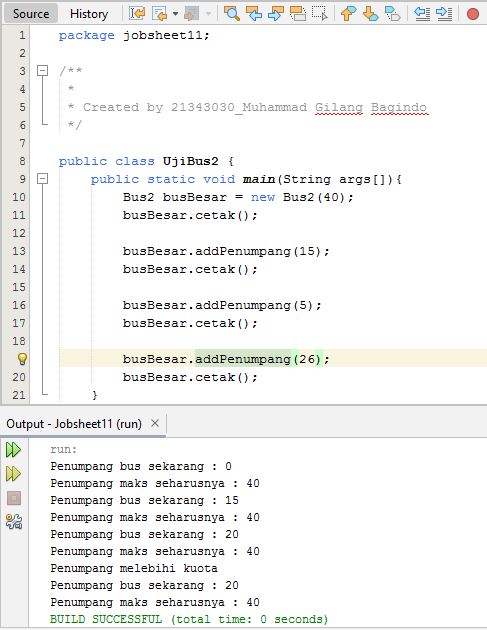 Source History
1 package jobsheet11;
2
3 /**
4 *
5 * Created by 21343030_Muhammad Gilang Bagindo
6 */
7
8 public class UjiBus2 {
9 public static void main(String args[]){
10 Bus2 busBesar = new Bus2(40);
11 busBesar.cetak();
12
13 busBesar.addPenumpang(15);
14 busBesar.cetak();
15
16 busBesar.addPenumpang(5);
17 busBesar.cetak();
18
busBesar.addPenumpang(26);
20 busBesar.cetak();
21 }
Output - Jobsheet11 (run) ×
run:
Penumpang bus sekarang : 0
Penumpang maks seharusnya : 40
Penumpang bus sekarang : 15
Penumpang maks seharusnya : 40
Penumpang bus sekarang : 20
Penumpang maks seharusnya : 40
Penumpang melebihi kuota
Penumpang bus sekarang : 20
Penumpang maks seharusnya : 40
BUILD SUCCESSFUL (total time: 0 seconds)